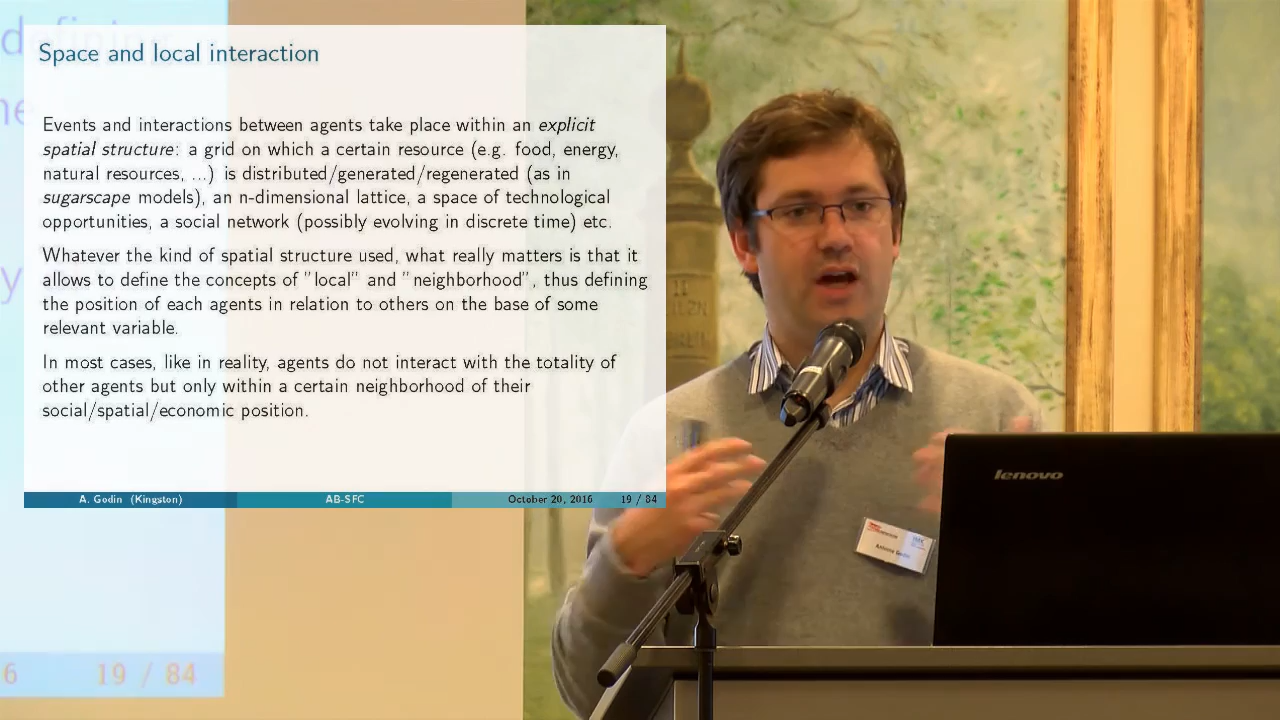 Space and local interaction
Events and interactions between agents take place within an explicit
spatial structure: a grid on which a certain resource (e.g. food, energy,
natural resources, ...) is distributed/generated/regenerated (as in
sugarscape models), an n-dimensional lattice, a space of technological
opportunities, a social network (possibly evolving in discrete time) etc.
Whatever the kind of spatial structure used, what really matters is that it
allows to define the concepts of "local" and "neighborhood", thus defining
the position of each agents in relation to others on the base of some
relevant variable.
In most cases, like in reality, agents do not interact with the totality of
other agents but only within a certain neighborhood of their
social/spatial/economic position.
A. Godin (Kingston) AB-SFC October 20, 2016 19 / 84
defining
y
6 19 / 84
lenovo
Antoine Godin